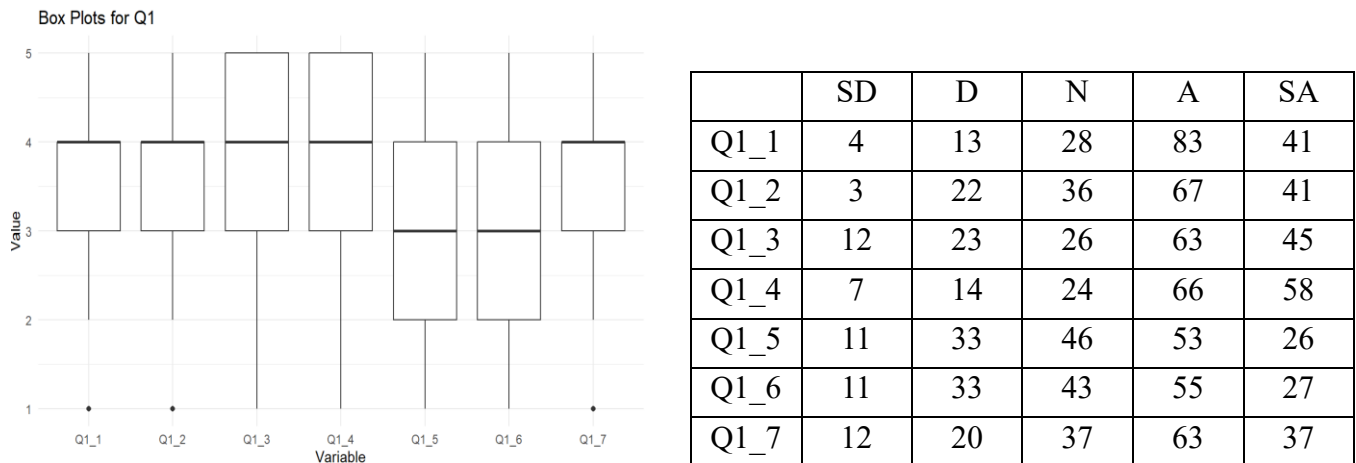 Box Plots for Q1
5
4
3
2
1
Value
Q1_1 Q1_2 Q1_3 Q1_4 Q1_5 Q1_6 Q1_7
Variable
SD D N A SA
Q1_1 4 13 28 83 41
Q1_2 3 22 36 67 41
Q1_3 12 23 26 63 45
Q1_4 7 14 24 66 58
Q1_5 11 33 46 53 26
Q1_6 11 33 43 55 27
Q1_7 12 20 37 63 37